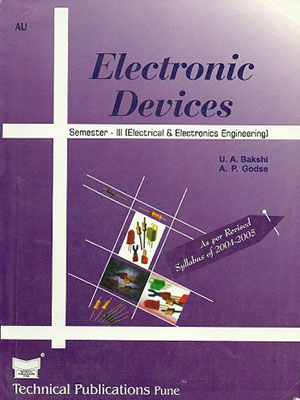 AU
Electronic
Devices
Semester - III (Electrical & Electronics Engineering)
U. A. Bakshi
A. P. Godse
As per Revised
Syllabus of 2004-2005
Technical Publications Pune